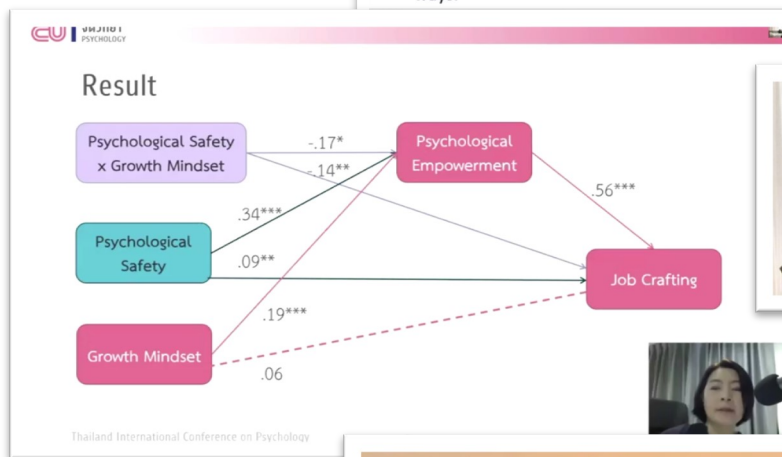 PSYCHOLOGY
Result
Psychological Safety
x Growth Mindset
-.17*
Psychological
Empowerment
-.14**
.56***
.34***
Psychological
Safety
.09**
Job Crafting
.19***
Growth Mindset
.06
Thailand International Conference on Psychology